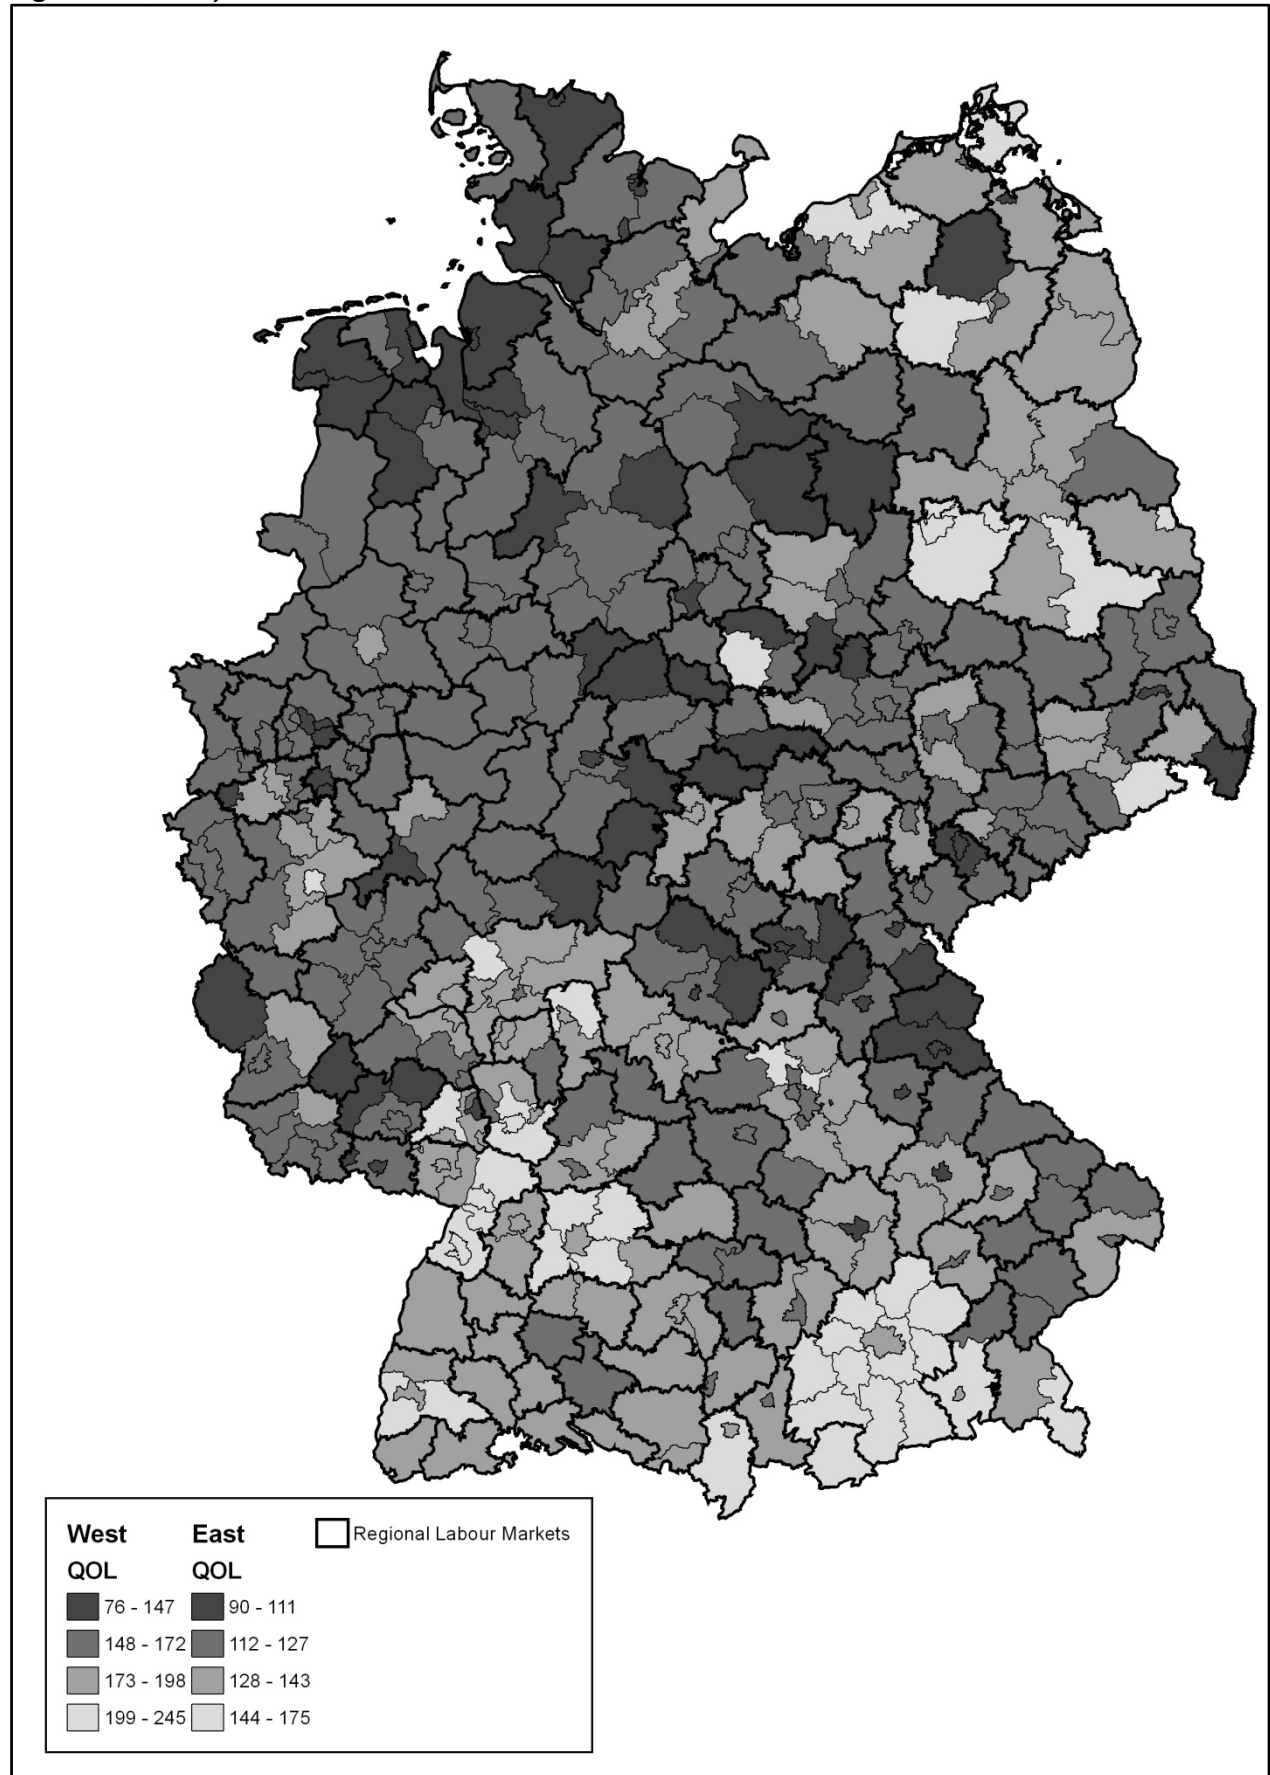 West East Regional Labour Markets
QOL QOL
76 - 147 90 - 111
148 - 172 112 - 127
173 - 198 128 - 143
199 - 245 144 - 175